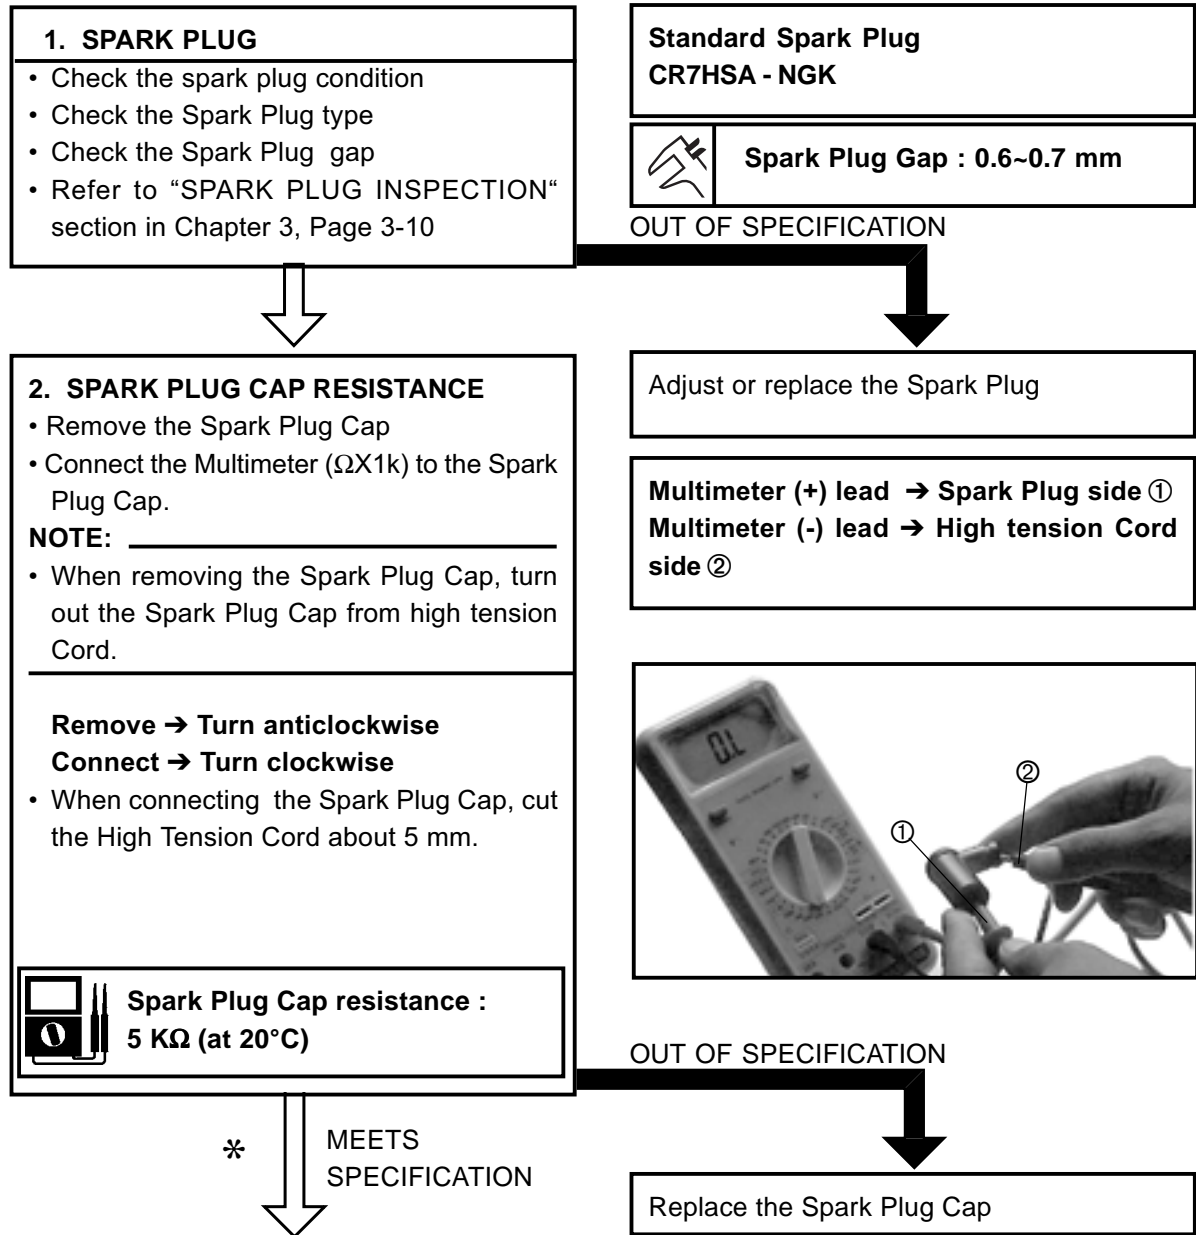 1. SPARK PLUG
• Check the spark plug condition
• Check the Spark Plug type
• Check the Spark Plug gap
• Refer to “SPARK PLUG INSPECTION“
section in Chapter 3, Page 3-10
Standard Spark Plug
CR7HSA - NGK
Spark Plug Gap : 0.6~0.7 mm
OUT OF SPECIFICATION
Adjust or replace the Spark Plug
2. SPARK PLUG CAP RESISTANCE
• Remove the Spark Plug Cap
• Connect the Multimeter (ΩX1k) to the Spark
Plug Cap.
NOTE:
• When removing the Spark Plug Cap, turn
out the Spark Plug Cap from high tension
Cord.
Remove ➔ Turn anticlockwise
Connect ➔ Turn clockwise
• When connecting the Spark Plug Cap, cut
the High Tension Cord about 5 mm.
Spark Plug Cap resistance :
5 KΩ (at 20°C)
Multimeter (+) lead ➔ Spark Plug side ①
Multimeter (-) lead ➔ High tension Cord
side ②
0.L
①
②
OUT OF SPECIFICATION
Replace the Spark Plug Cap
*
MEETS
SPECIFICATION